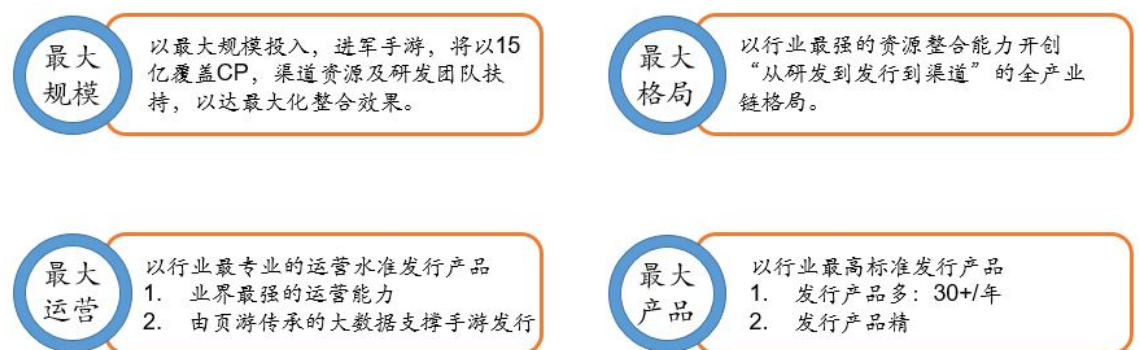 最大
规模
以最大规模投入，进军手游，将以15
亿覆盖CP，渠道资源及研发团队扶
持，以达最大化整合效果。
最大
格局
以行业最强的资源整合能力开创
“从研发到发行到渠道”的全产业
链格局。
最大
运营
以行业最专业的运营水准发行产品
1. 业界最强的运营能力
2. 由页游传承的大数据支撑手游发行
最大
产品
以行业最高标准发行产品
1. 发行产品多：30+/年
2. 发行产品精